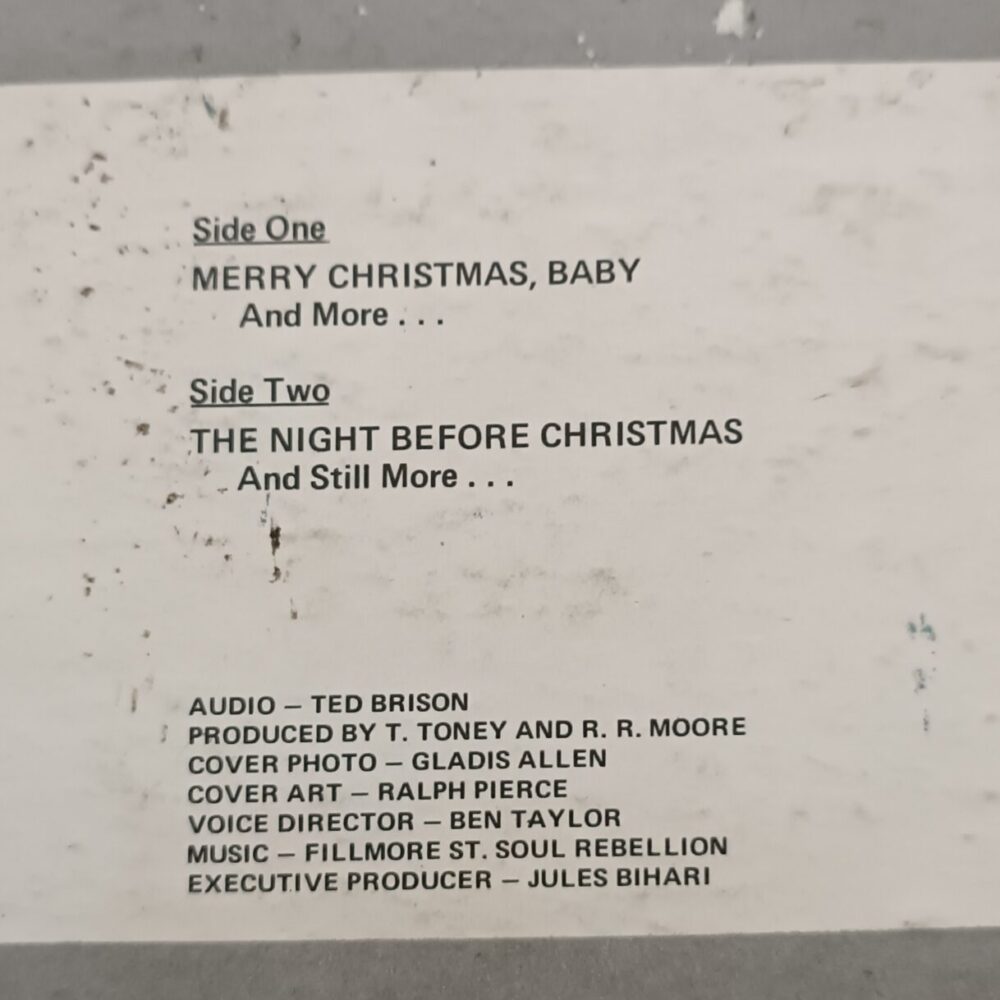 Side One
MERRY CHRISTMAS, BABY
And More . . .
Side Two
THE NIGHT BEFORE CHRISTMAS
And Still More . . .
AUDIO – TED BRISON
PRODUCED BY T. TONEY AND R. R. MOORE
COVER PHOTO – GLADIS ALLEN
COVER ART – RALPH PIERCE
VOICE DIRECTOR – BEN TAYLOR
MUSIC – FILLMORE ST. SOUL REBELLION
EXECUTIVE PRODUCER – JULES BIHARI